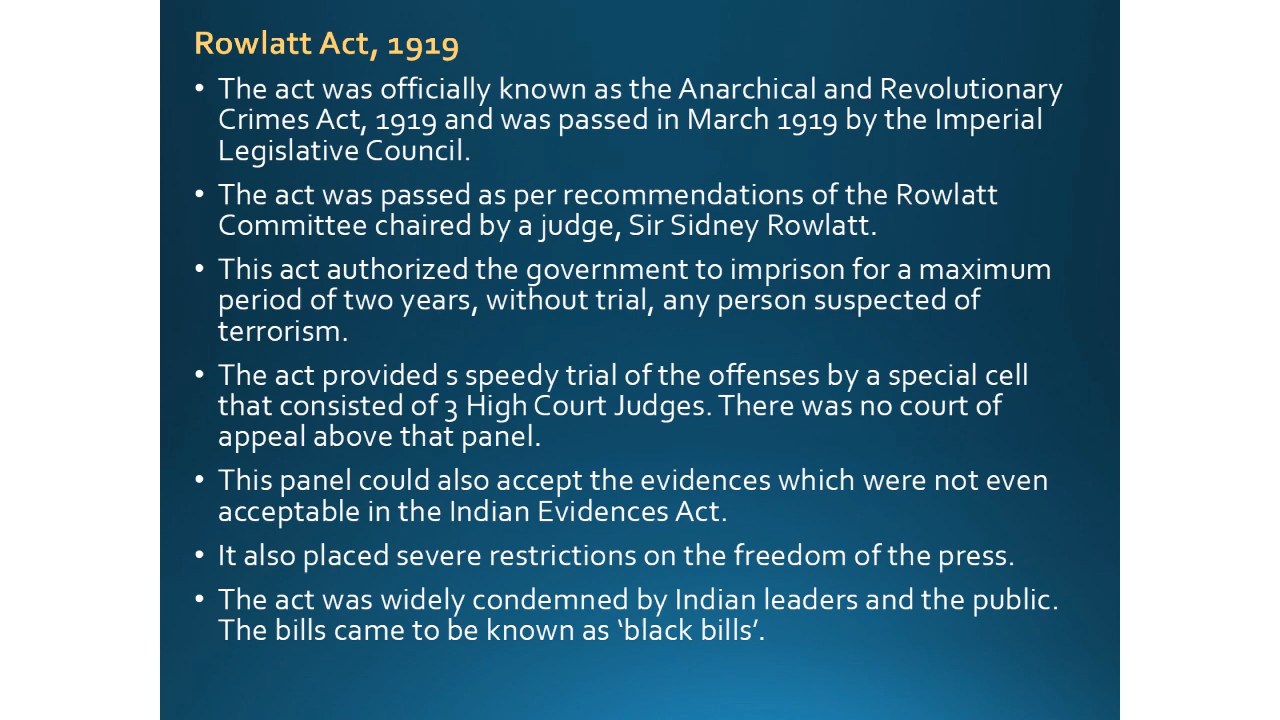 Rowlatt Act, 1919
• The act was officially known as the Anarchical and Revolutionary
Crimes Act, 1919 and was passed in March 1919 by the Imperial
Legislative Council.
• The act was passed as per recommendations of the Rowlatt
Committee chaired by a judge, Sir Sidney Rowlatt.
• This act authorized the government to imprison for a maximum
period of two years, without trial, any person suspected of
terrorism.
• The act provided s speedy trial of the offenses by a special cell
that consisted of 3 High Court Judges. There was no court of
appeal above that panel.
• This panel could also accept the evidences which were not even
acceptable in the Indian Evidences Act.
• It also placed severe restrictions on the freedom of the press.
• The act was widely condemned by Indian leaders and the public.
The bills came to be known as ‘black bills’.